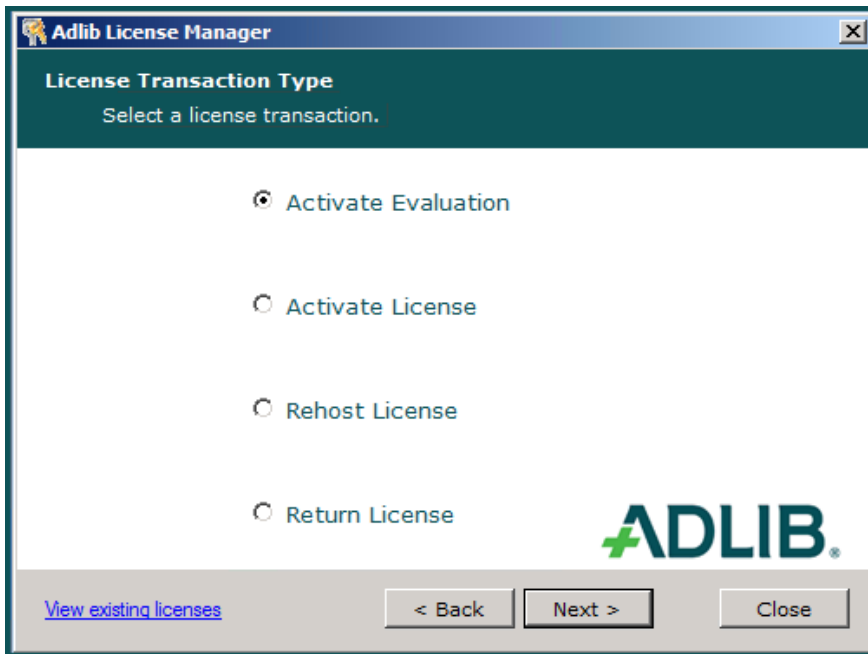 Adlib License Manager
License Transaction Type
Select a license transaction.
Activate Evaluation
Activate License
Rehost License
Return License
ADLIB®
View existing licenses
< Back
Next >
Close